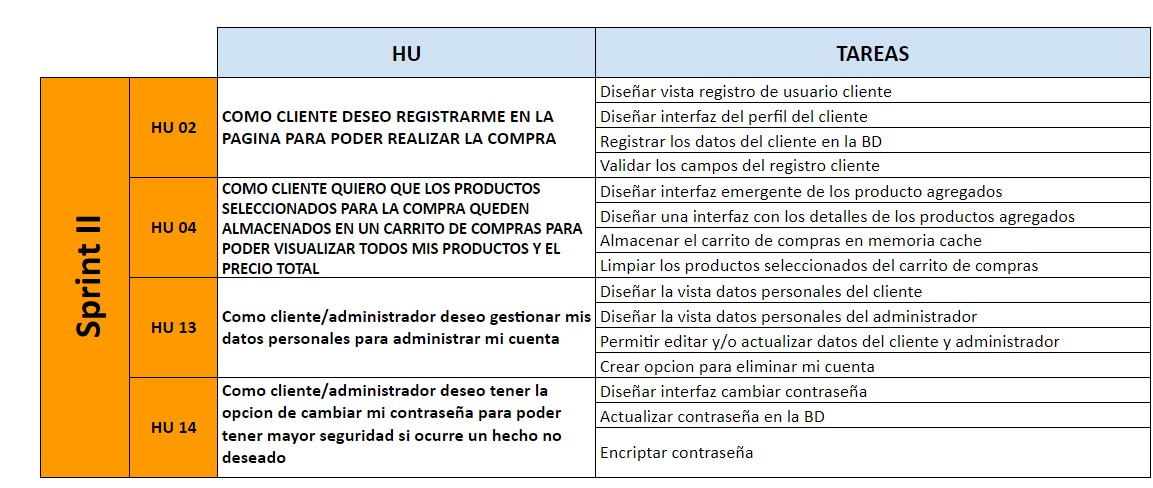 HU
TAREAS
Sprint II
HU 02
COMO CLIENTE DESEO REGISTRARME EN LA
PAGINA PARA PODER REALIZAR LA COMPRA
Diseñar vista registro de usuario cliente
Diseñar interfaz del perfil del cliente
Registrar los datos del cliente en la BD
Validar los campos del registro cliente
HU 04
COMO CLIENTE QUIERO QUE LOS PRODUCTOS
SELECCIONADOS PARA LA COMPRA QUEDEN
ALMACENADOS EN UN CARRITO DE COMPRAS PARA
PODER VISUALIZAR TODOS MIS PRODUCTOS Y EL
PRECIO TOTAL
Diseñar interfaz emergente de los producto agregados
Diseñar una interfaz con los detalles de los productos agregados
Almacenar el carrito de compras en memoria cache
Limpiar los productos seleccionados del carrito de compras
HU 13
Como cliente/administrador deseo gestionar mis
datos personales para administrar mi cuenta
Diseñar la vista datos personales del cliente
Diseñar la vista datos personales del administrador
Permitir editar y/o actualizar datos del cliente y administrador
Crear opcion para eliminar mi cuenta
HU 14
Como cliente/administrador deseo tener la
opcion de cambiar mi contraseña para poder
tener mayor seguridad si ocurre un hecho no
deseado
Diseñar interfaz cambiar contraseña
Actualizar contraseña en la BD
Encriptar contraseña